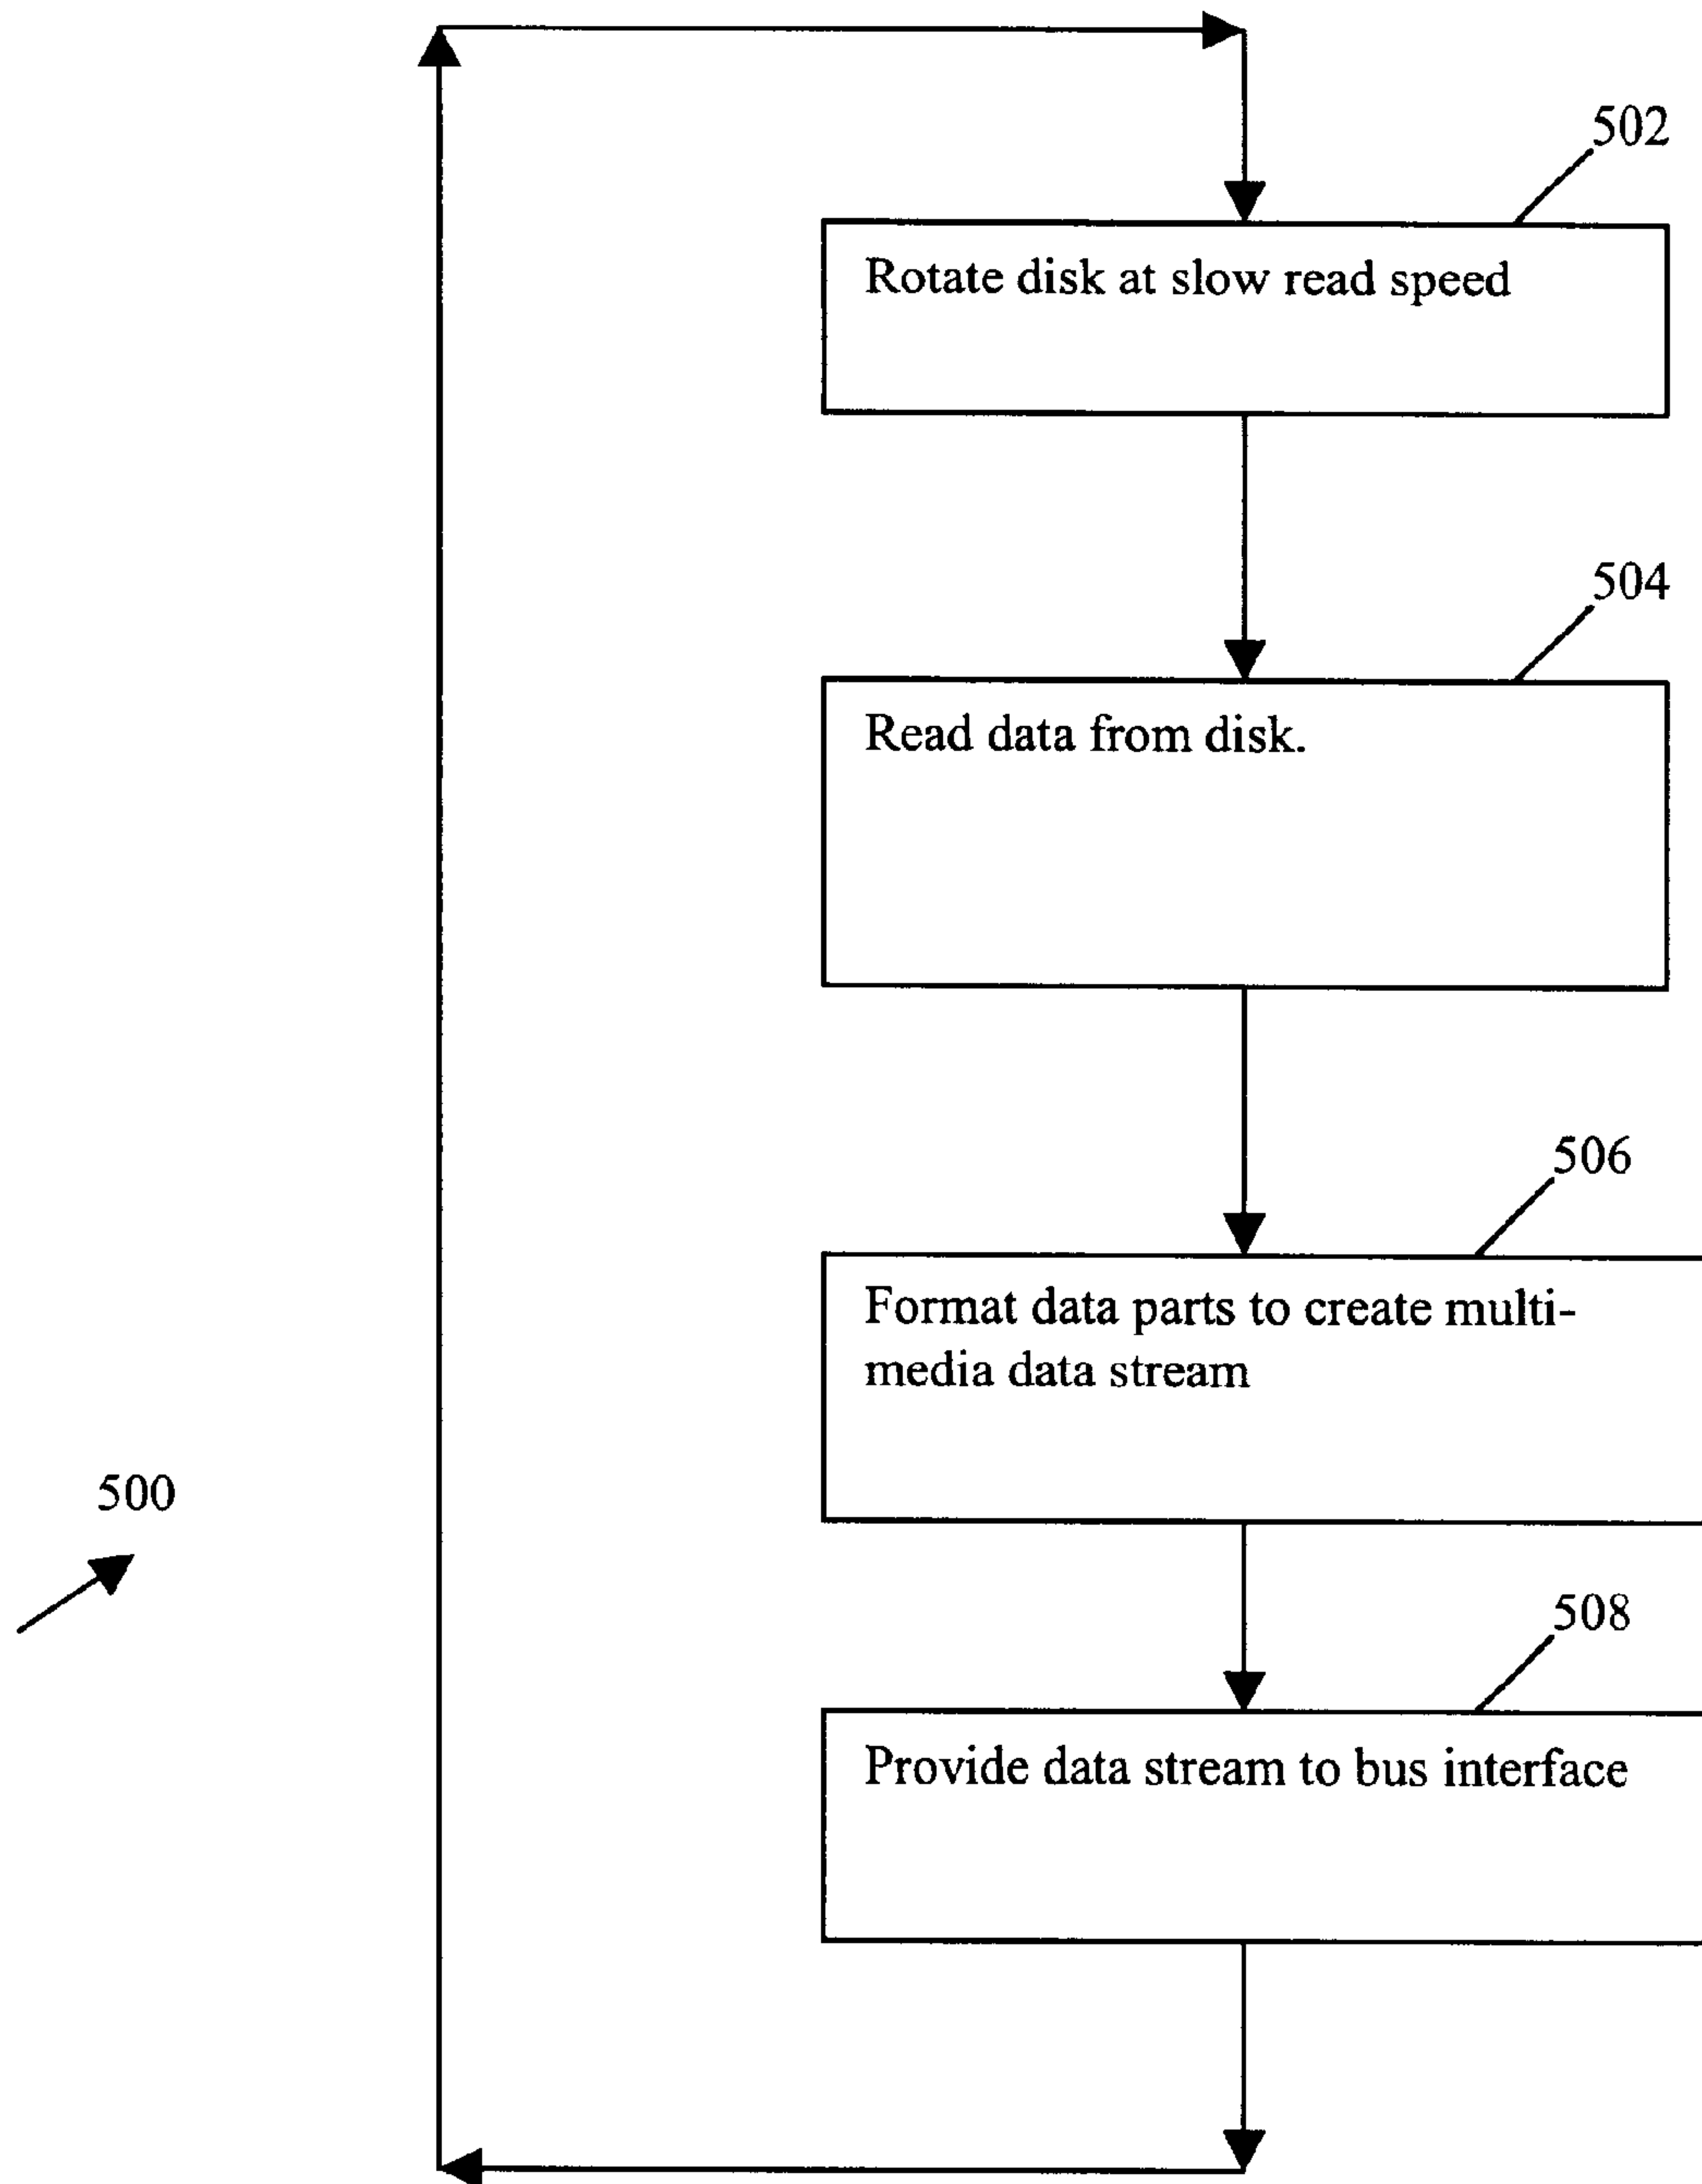 502
Rotate disk at slow read speed
504
Read data from disk.
506
Format data parts to create multi-
media data stream
500
508
Provide data stream to bus interface